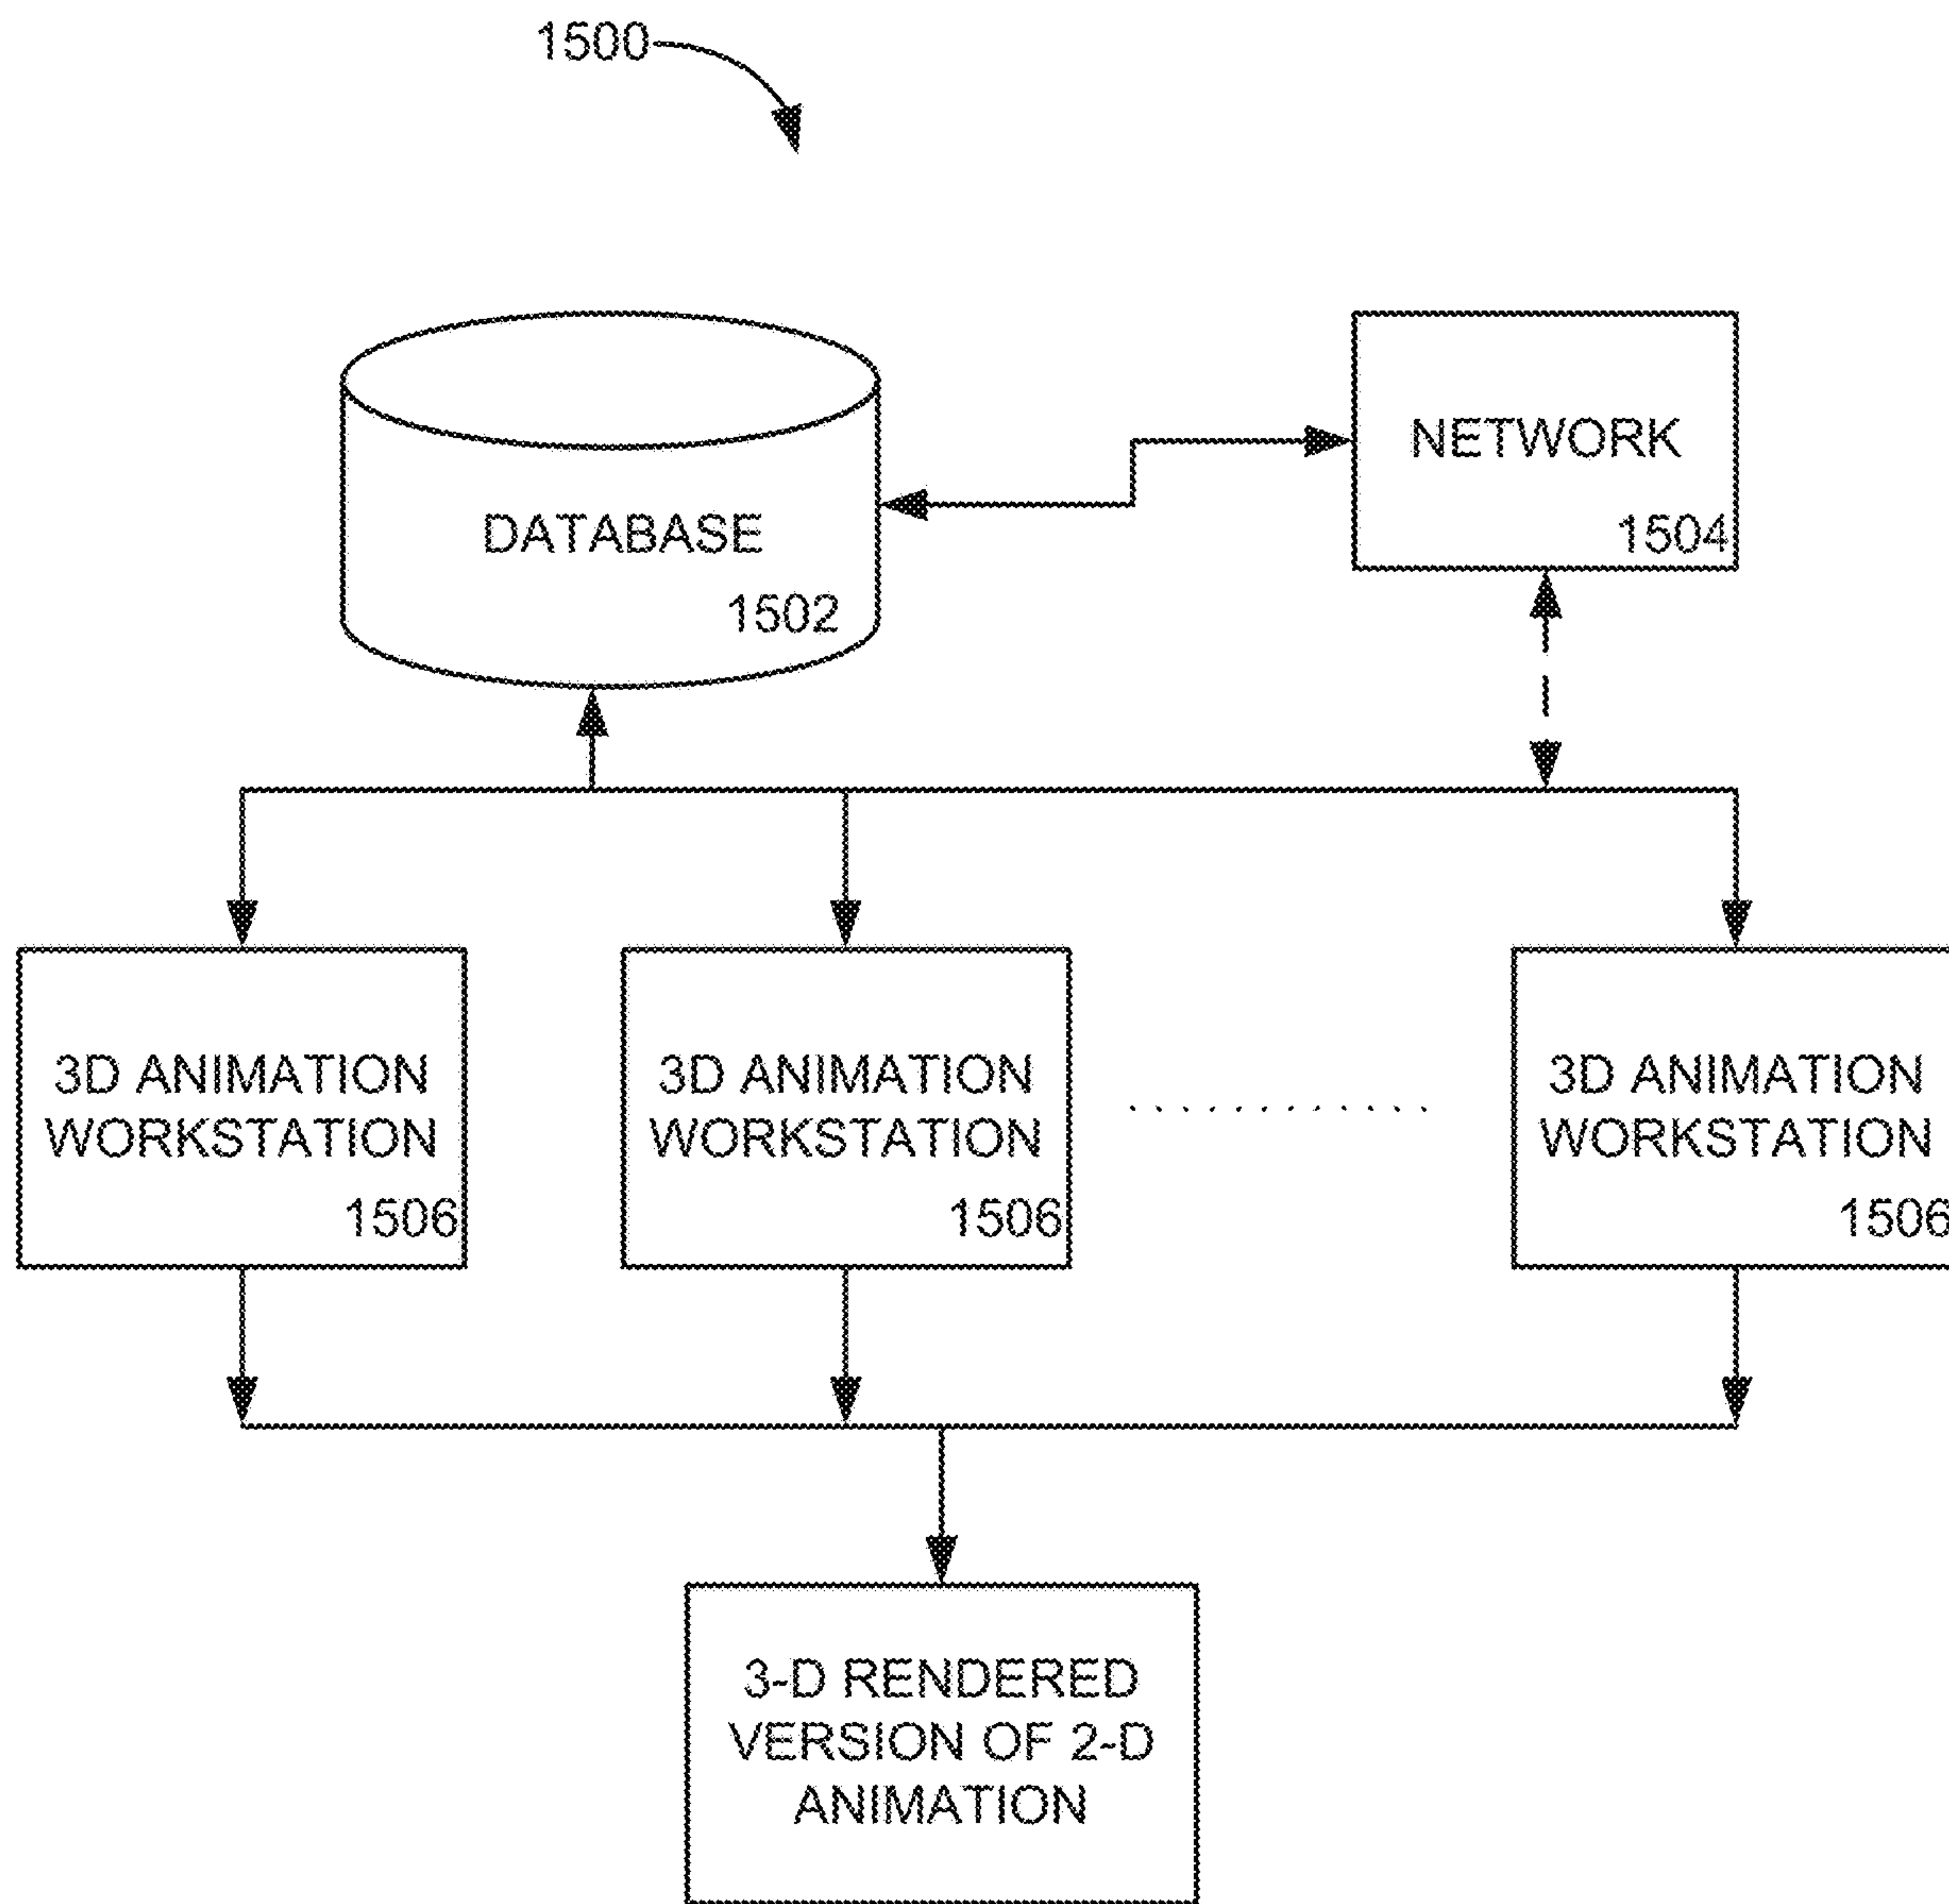 1500
DATABASE
1502
NETWORK
1504
3D ANIMATION
WORKSTATION
1506
3D ANIMATION
WORKSTATION
1506
3D ANIMATION
WORKSTATION
1506
3-D RENDERED
VERSION OF 2-D
ANIMATION